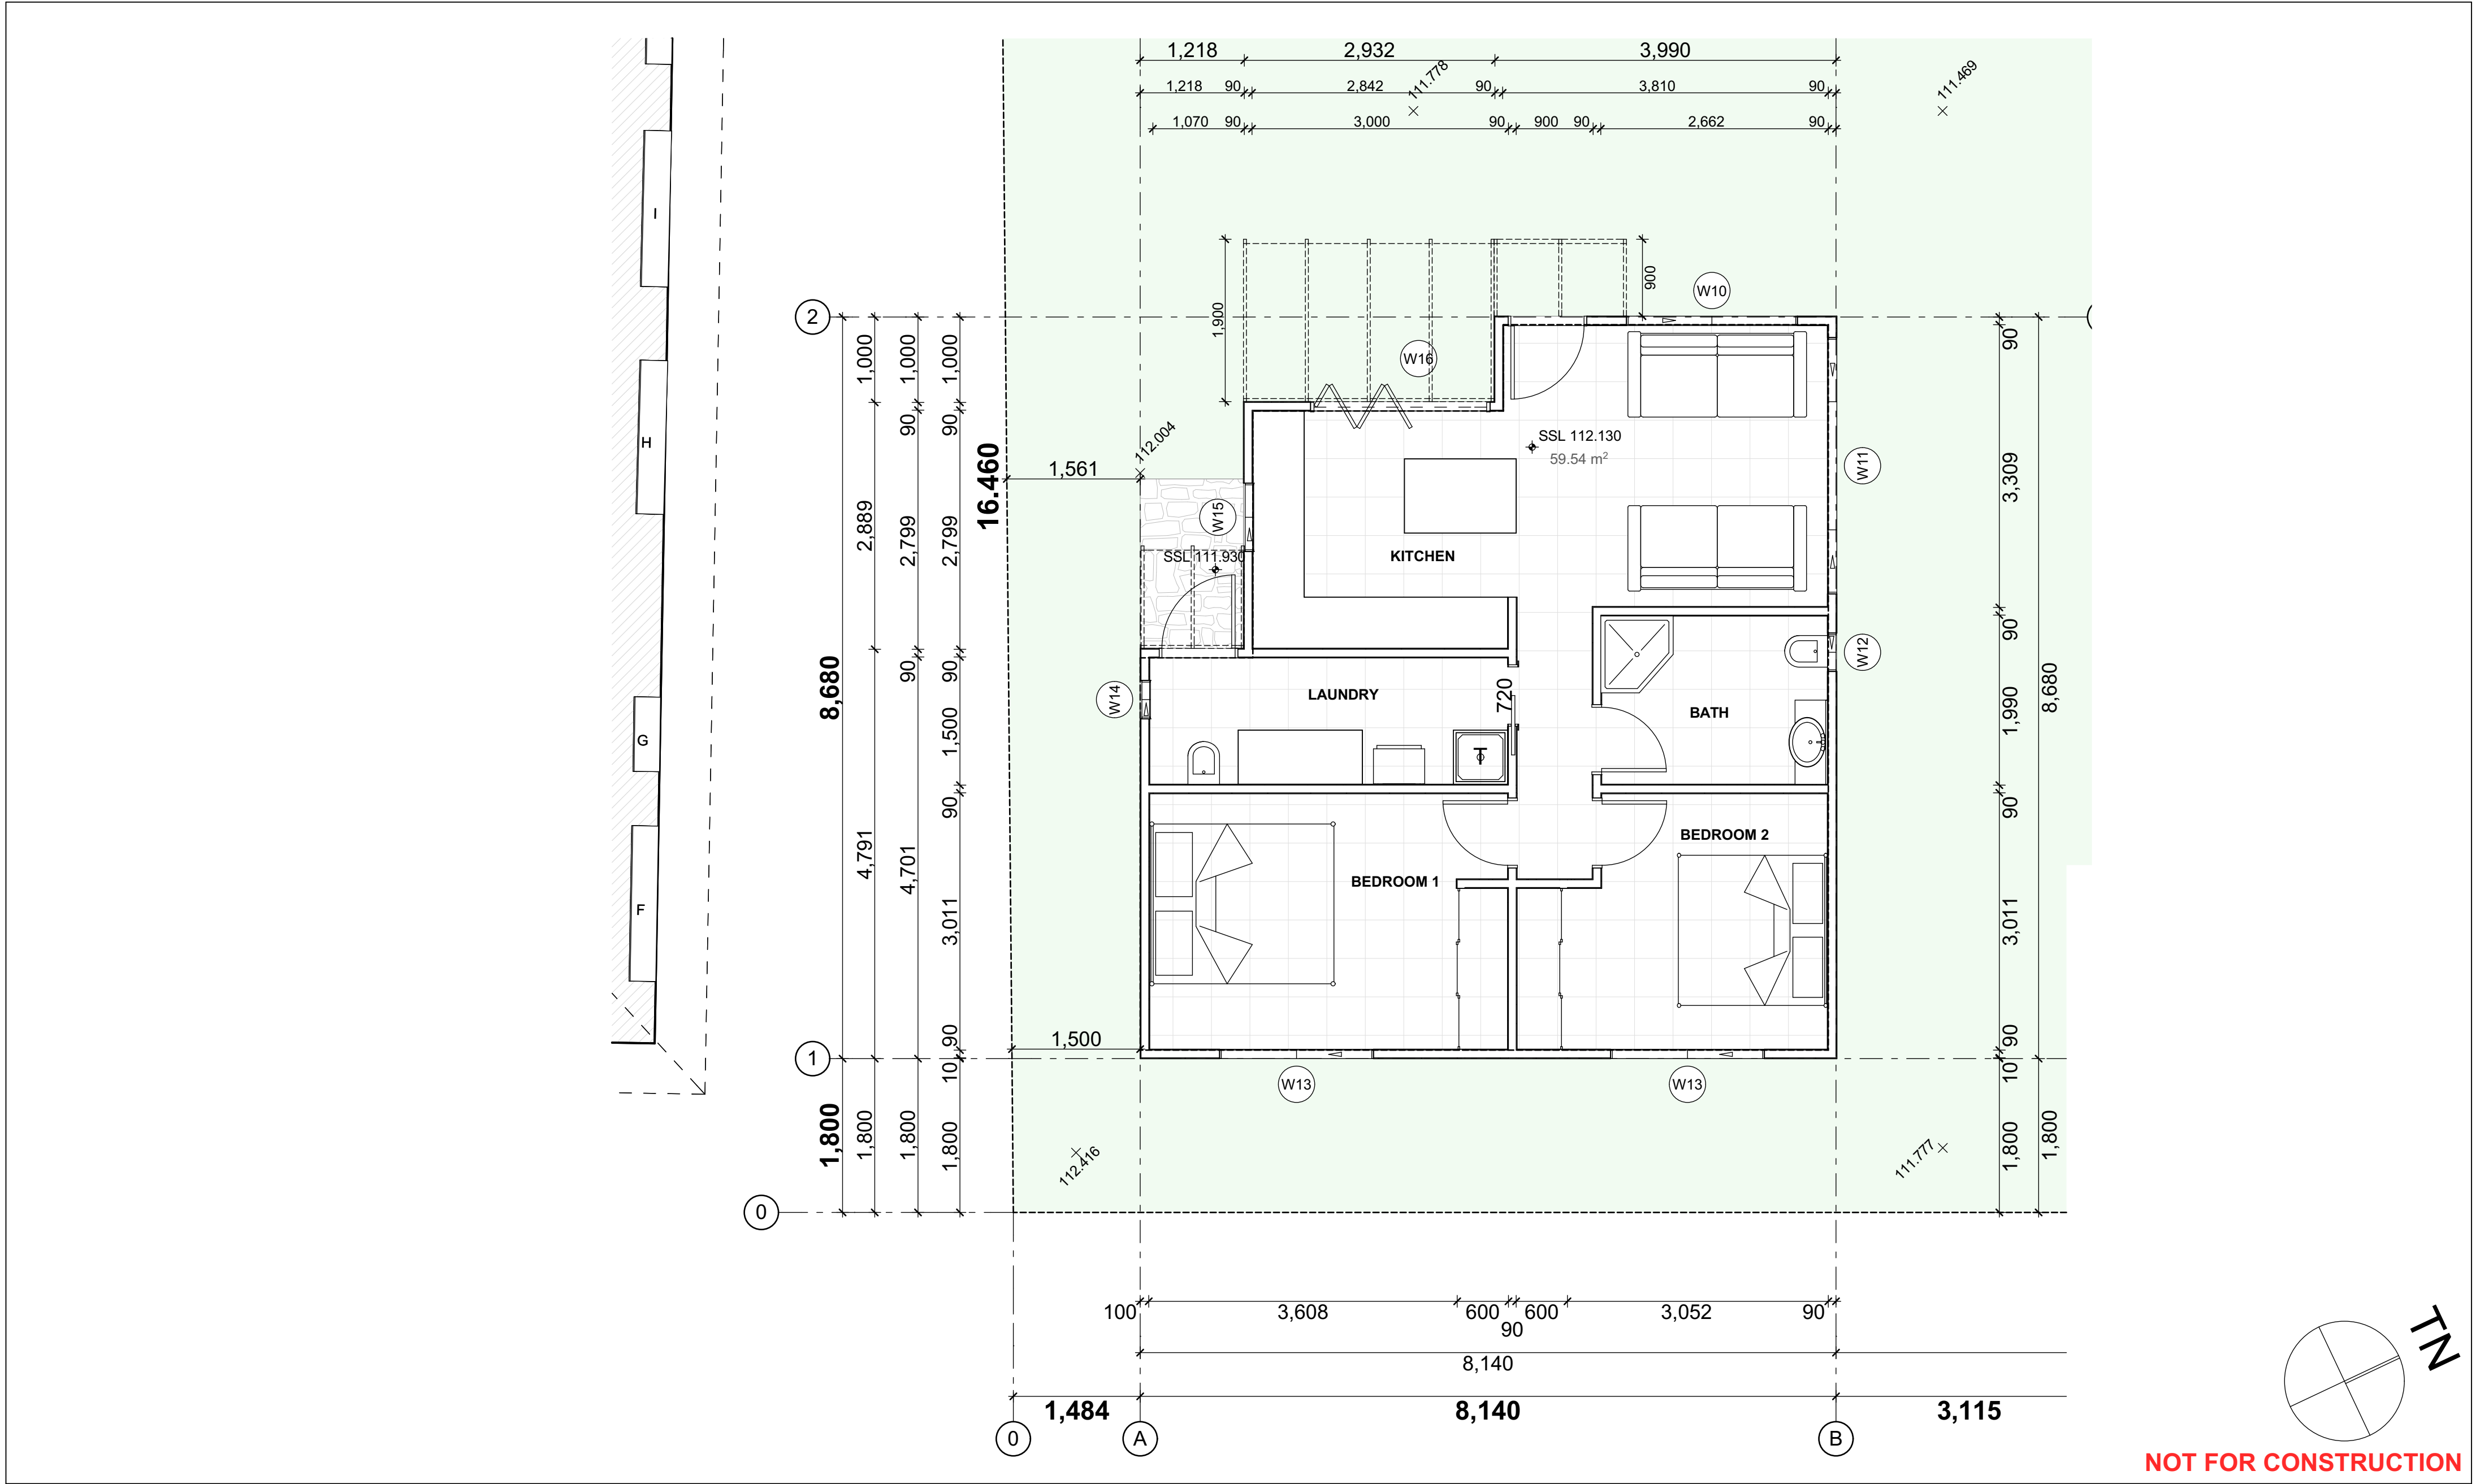 1,218 2,932 3,990
1,218 90 2,842 90 3,810 90
111.778
111.469
1,070 90 3,000 90 900 90 2,662 90
I
H
G
F
2
1
0
8,680
1,800
1,000
2,889
4,791
1,800
1,000
90
2,799
90
4,701
1,800
1,000
90
2,799
90
1,500
90
3,011
90
10
1,800
16.460
1,561
112.004
1,900
900
W10
W16
W11
W15
W12
W14
SSL 112.130
59.54 m2
SSL 111.930
KITCHEN
LAUNDRY
720
BATH
BEDROOM 2
BEDROOM 1
1,500
W13
W13
112.416
111.777
90
3,309
90
1,990
90
3,011
90
10
1,800
8,680
1,800
100 3,608 600 600 3,052 90
90
8,140
1,484 8,140 3,115
0 A B
TN
NOT FOR CONSTRUCTION